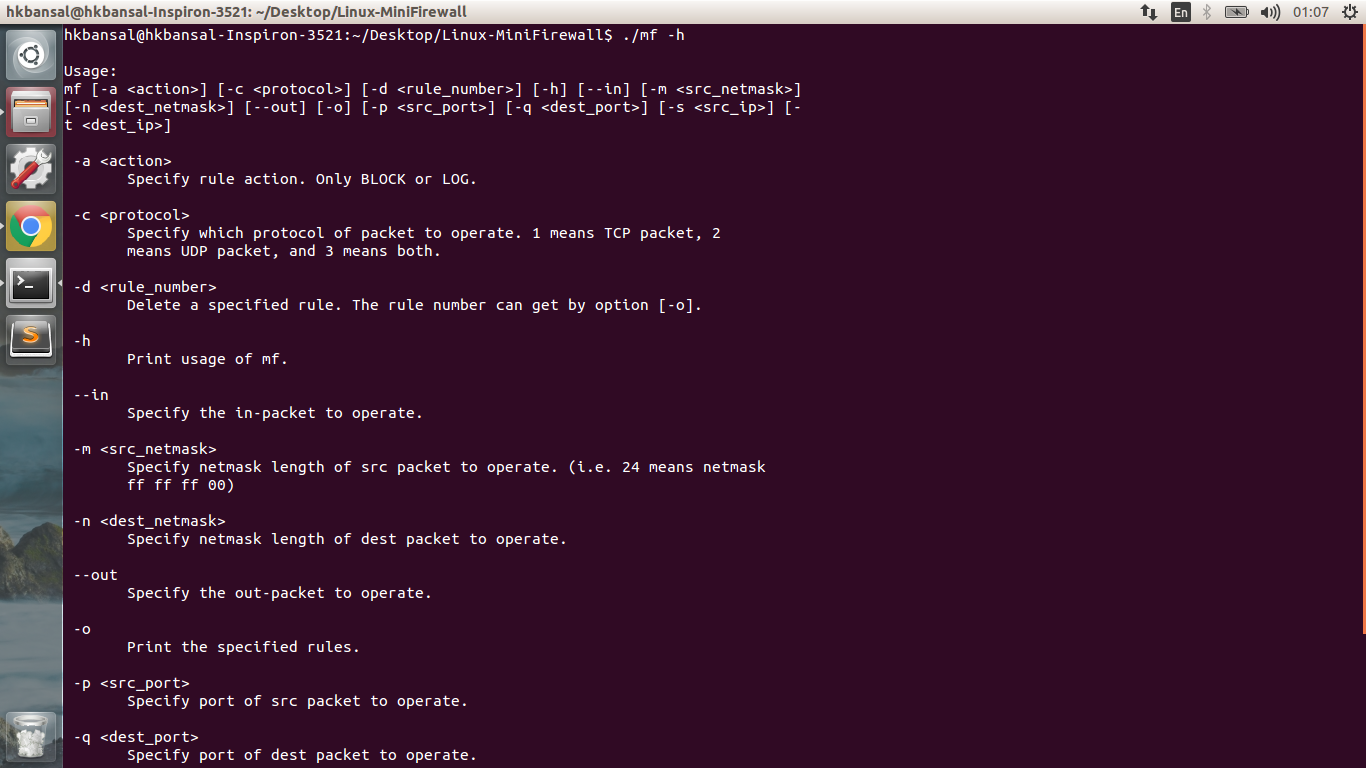 hkbansal@hkbansal-Inspiron-3521: ~/Desktop/Linux-MiniFirewall
En
01:07
hkbansal@hkbansal-Inspiron-3521:~/Desktop/Linux-MiniFirewall$ ./mf -h
Usage:
mf [-a <action>] [-c <protocol>] [-d <rule_number>] [-h] [--in] [-m <src_netmask>]
[-n <dest_netmask>] [--out] [-o] [-p <src_port>] [-q <dest_port>] [-s <src_ip>] [-
t <dest_ip>]
-a <action>
Specify rule action. Only BLOCK or LOG.
-c <protocol>
Specify which protocol of packet to operate. 1 means TCP packet, 2
means UDP packet, and 3 means both.
-d <rule_number>
Delete a specified rule. The rule number can get by option [-o].
-h
Print usage of mf.
--in
Specify the in-packet to operate.
-m <src_netmask>
Specify netmask length of src packet to operate. (i.e. 24 means netmask
ff ff ff 00)
-n <dest_netmask>
Specify netmask length of dest packet to operate.
--out
Specify the out-packet to operate.
-o
Print the specified rules.
-p <src_port>
Specify port of src packet to operate.
-q <dest_port>
Specify port of dest packet to operate.